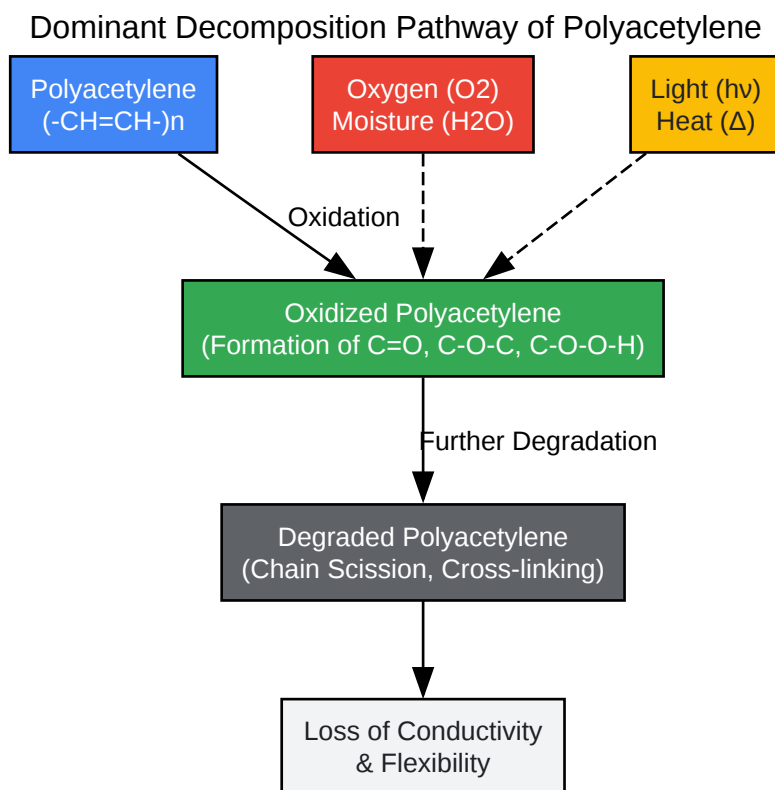 Dominant Decomposition Pathway of Polyacetylene
Polyacetylene
(-CH=CH-)n
Oxygen (O2)
Moisture (H2O)
Light (hν)
Heat (Δ)
Oxidation
Oxidized Polyacetylene
(Formation of C=O, C-O-C, C-O-O-H)
Further Degradation
Degraded Polyacetylene
(Chain Scission, Cross-linking)
Loss of Conductivity
& Flexibility